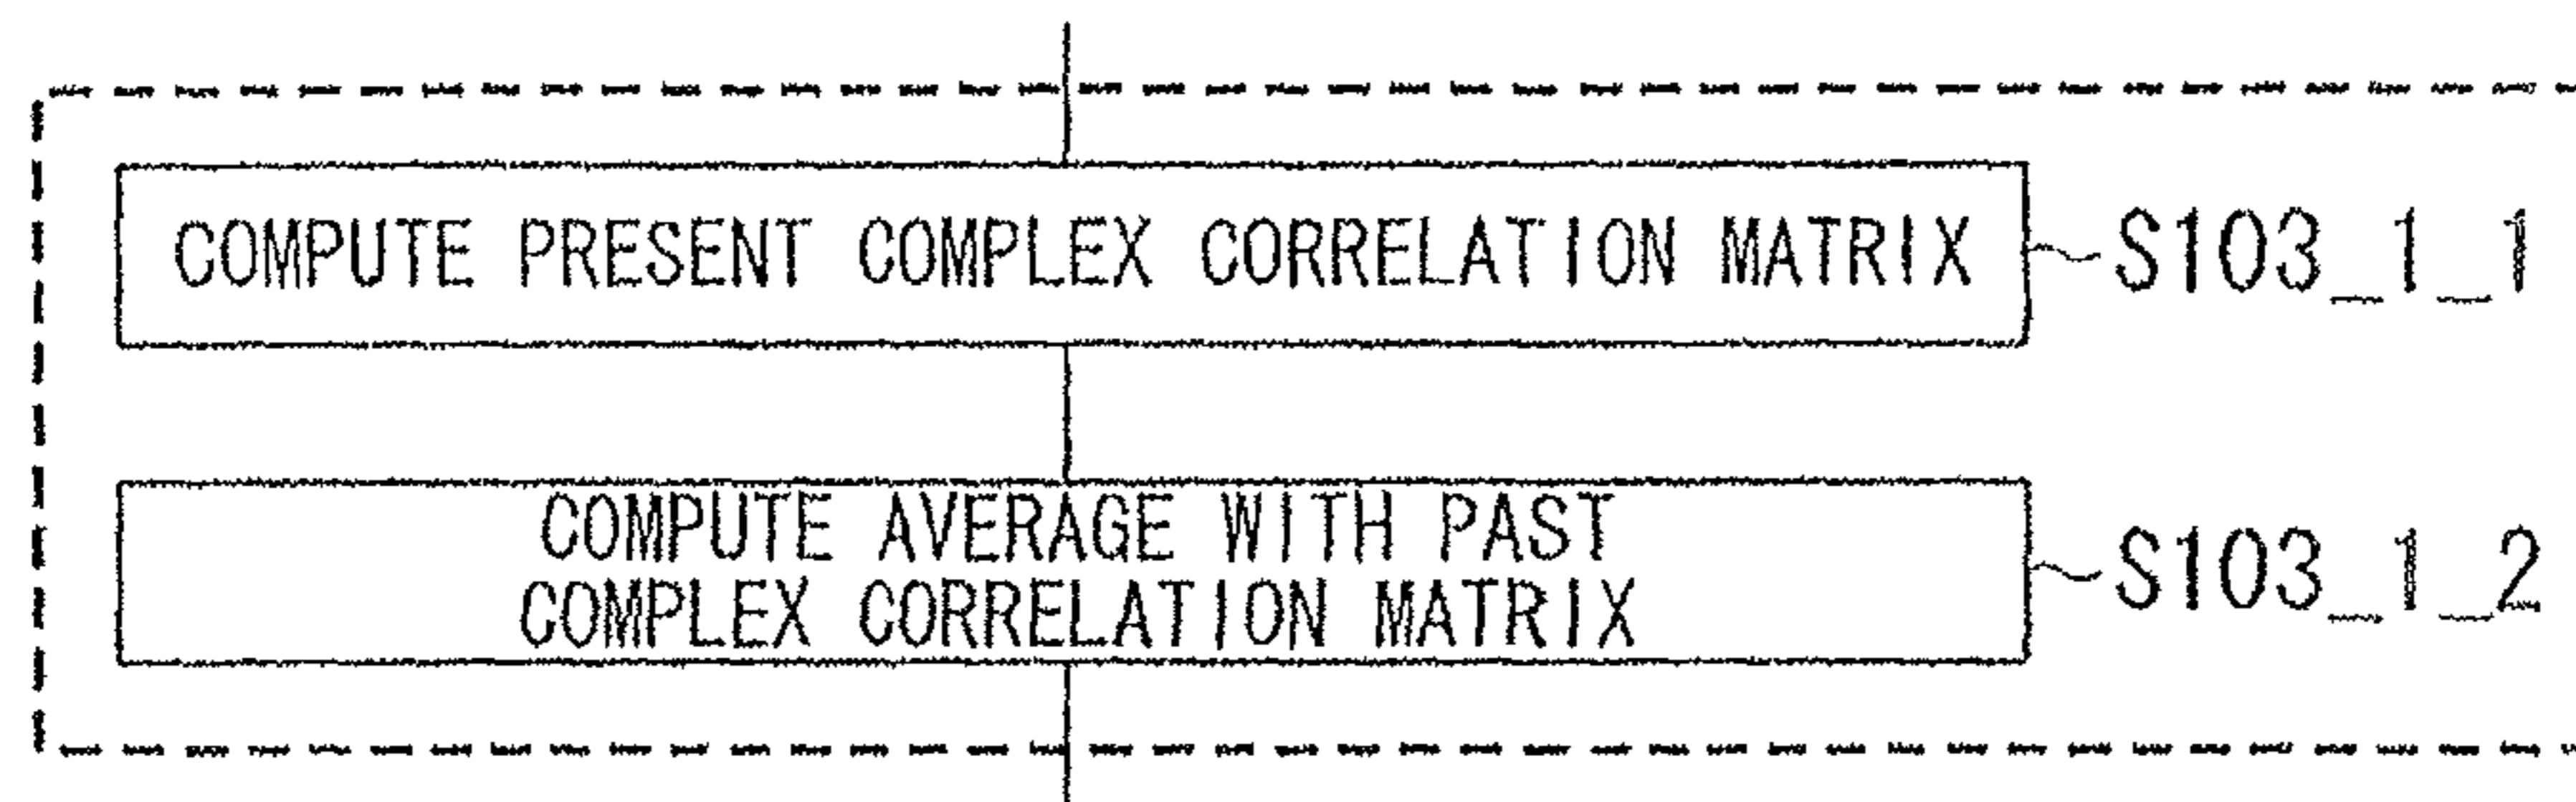 COMPUTE PRESENT COMPLEX CORRELATION MATRIX
S103_1_1
COMPUTE AVERAGE WITH PAST
COMPLEX CORRELATION MATRIX
S103_1_2